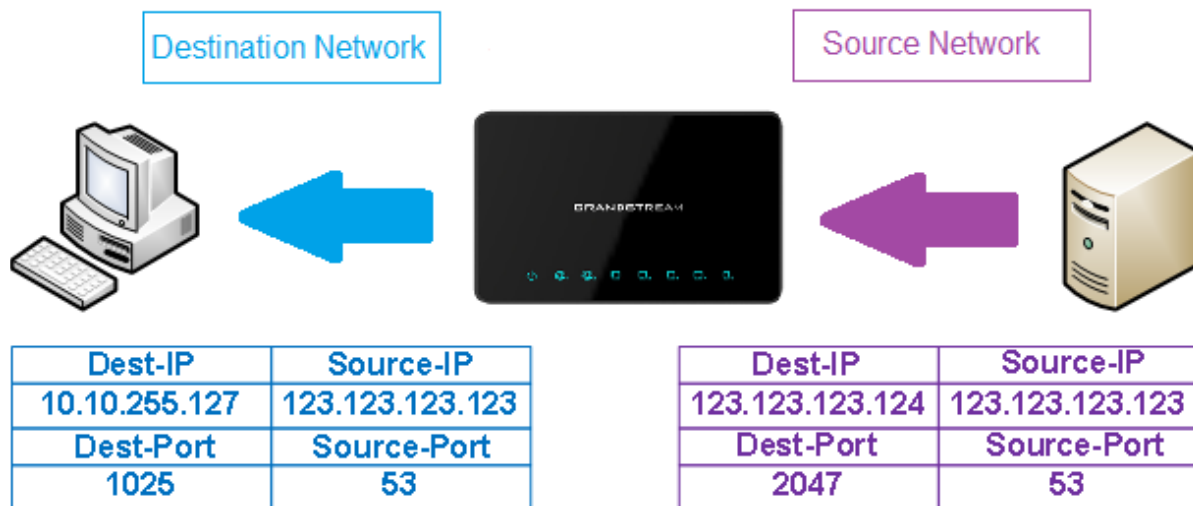 Destination Network
Source Network
GRANDSTREAM
Dest-IP Source-IP
10.10.255.127 123.123.123.123
Dest-Port Source-Port
1025 53
Dest-IP Source-IP
123.123.123.124 123.123.123.123
Dest-Port Source-Port
2047 53